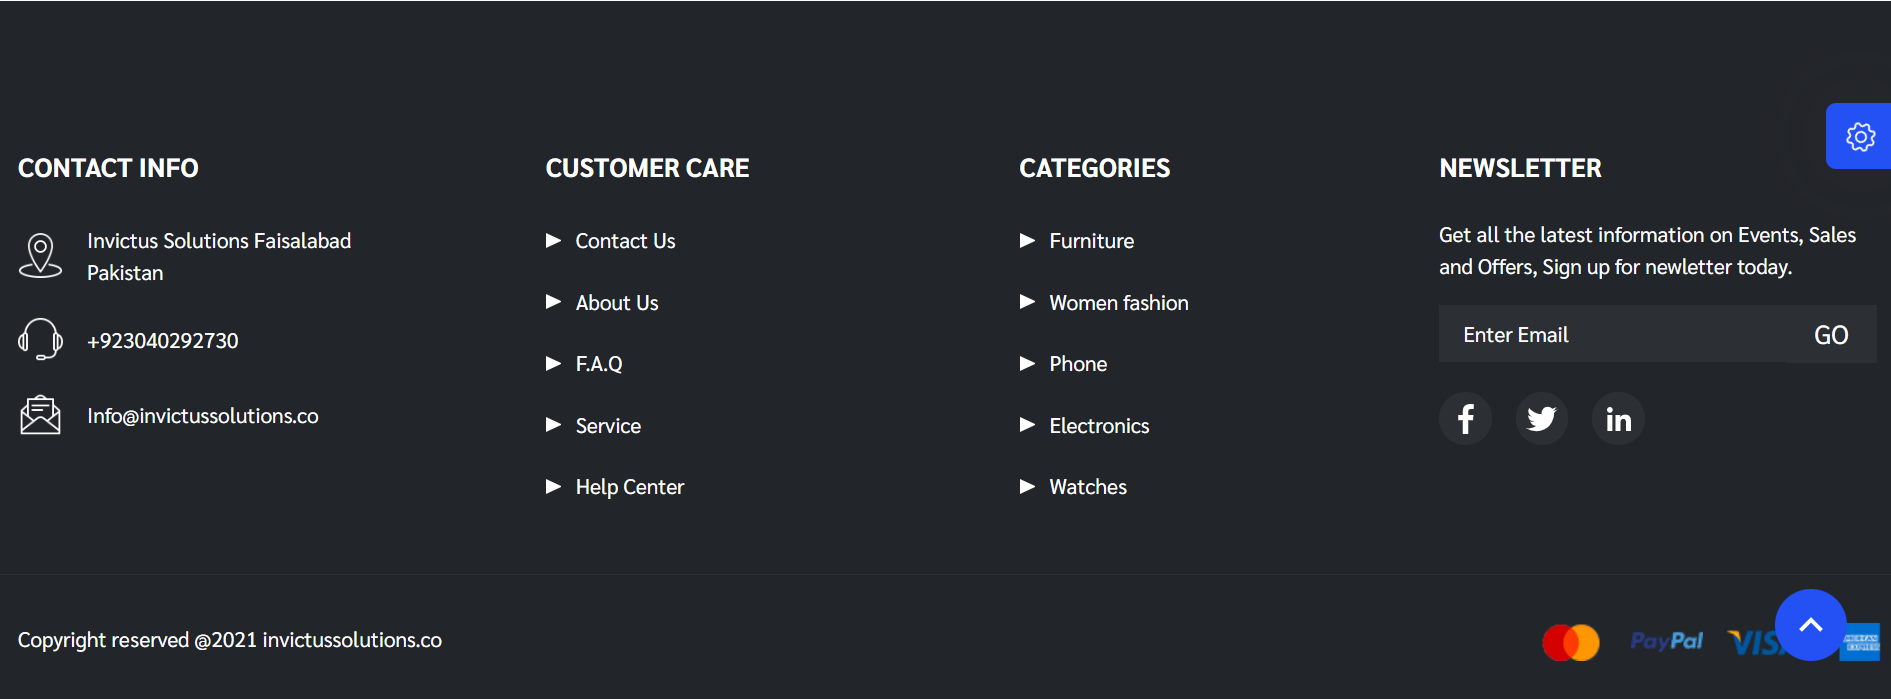 CONTACT INFO
Invictus Solutions Faisalabad
Pakistan
+923040292730
Info@invictussolutions.co
CUSTOMER CARE
Contact Us
About Us
F.A.Q
Service
Help Center
CATEGORIES
Furniture
Women fashion
Phone
Electronics
Watches
NEWSLETTER
Get all the latest information on Events, Sales
and Offers, Sign up for newletter today.
Enter Email GO
f
in
Copyright reserved @2021 invictussolutions.co
PayPal